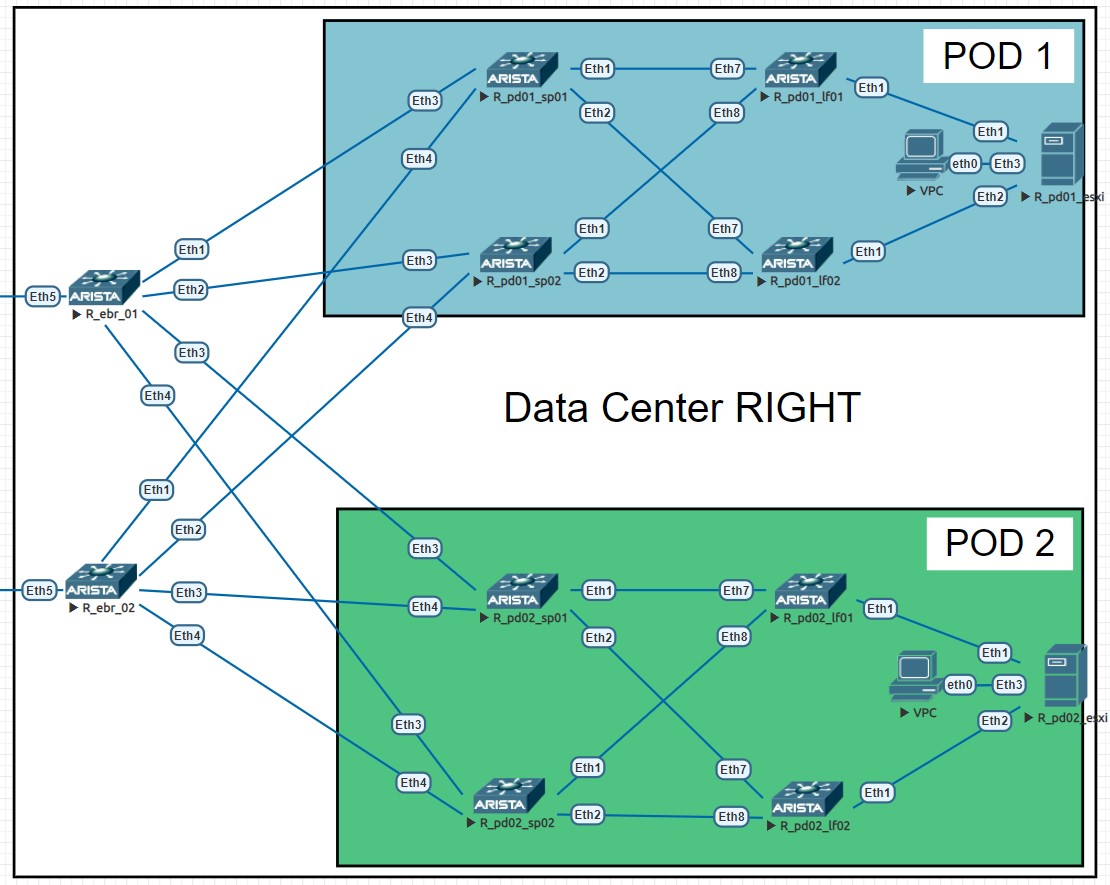 POD 1
ARISTA
R_pd01_sp01
Eth1
Eth7
ARISTA
R_pd01_lf01
Eth1
Eth3
Eth2
Eth8
Eth1
Eth4
VPC
eth0
Eth3
R_pd01_esxi
Eth2
Eth1
Eth7
Eth1
Eth1
Eth2
Eth3
ARISTA
R_pd01_sp02
Eth2
Eth8
ARISTA
R_pd01_lf02
Eth5
ARISTA
R_ebr_01
Eth4
Eth3
Eth4
Data Center RIGHT
Eth1
Eth2
POD 2
Eth3
Eth5
ARISTA
R_ebr_02
Eth3
Eth4
Eth4
ARISTA
R_pd02_sp01
Eth1
Eth7
ARISTA
R_pd02_lf01
Eth1
Eth2
Eth8
Eth1
VPC
eth0
Eth3
R_pd02_esxi
Eth2
Eth3
Eth4
Eth1
Eth7
Eth1
ARISTA
R_pd02_sp02
Eth2
Eth8
ARISTA
R_pd02_lf02